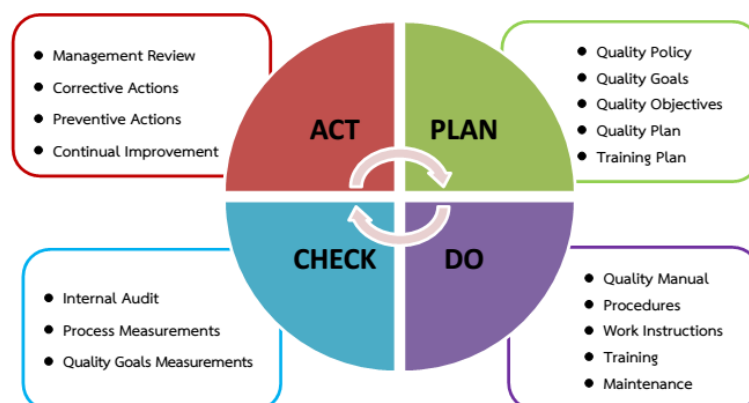 Management Review
Corrective Actions
Preventive Actions
Continual Improvement
ACT
PLAN
Quality Policy
Quality Goals
Quality Objectives
Quality Plan
Training Plan
Internal Audit
Process Measurements
Quality Goals Measurements
CHECK
DO
Quality Manual
Procedures
Work Instructions
Training
Maintenance